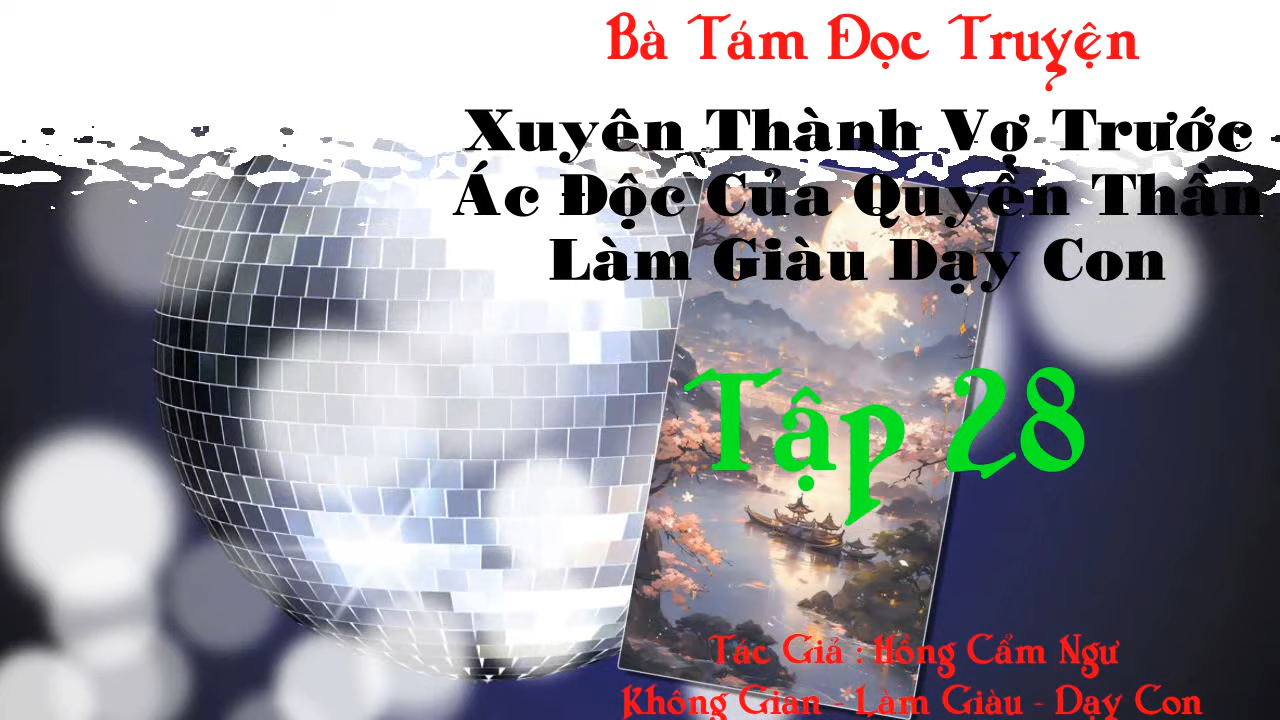 Bà Tám Đọc Truyện
Xuyên Thành Vợ Trước
Ác Độc Của Quyền Thần
Làm Giàu Dạy Con
Tập 28
Tác Giả : Hồng Cẩm Ngư
Không Gian - Làm Giàu - Dạy Con